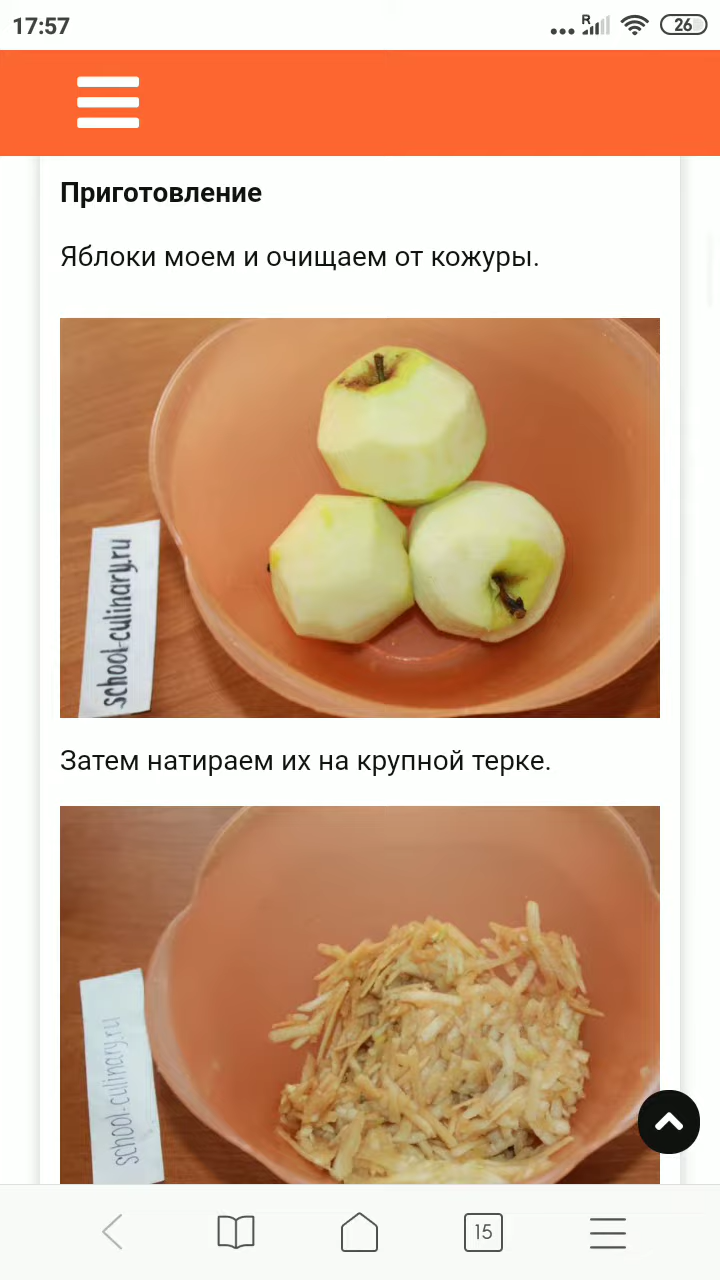 17:57
R
26
Приготовление
Яблоки моем и очищаем от кожуры.
school-culinary.ru
Затем натираем их на крупной терке.
school-culinary.ru
15